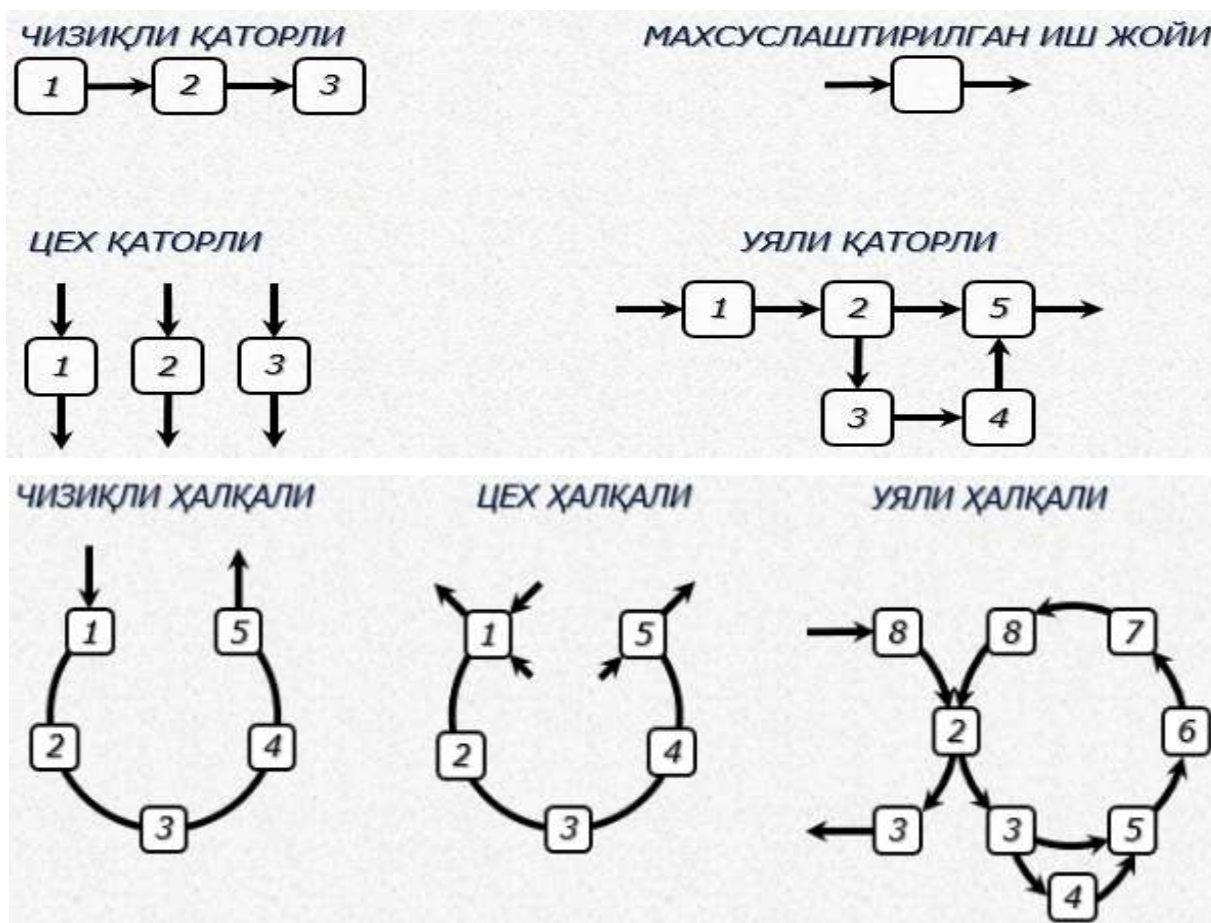 ЧИЗИҚЛИ ҚАТОРЛИ
1 2 3
МАХСУСЛАШТИРИЛГАН ИШ ЖОЙИ
ЦЕХ ҚАТОРЛИ
1 2 3
УЯЛИ ҚАТОРЛИ
1 2 5
3 4
ЧИЗИҚЛИ ҲАЛҚАЛИ
1 5
2 4
3
ЦЕХ ҲАЛҚАЛИ
1 5
2 4
3
УЯЛИ ҲАЛҚАЛИ
8 8 7
2 6
3 3 5
4